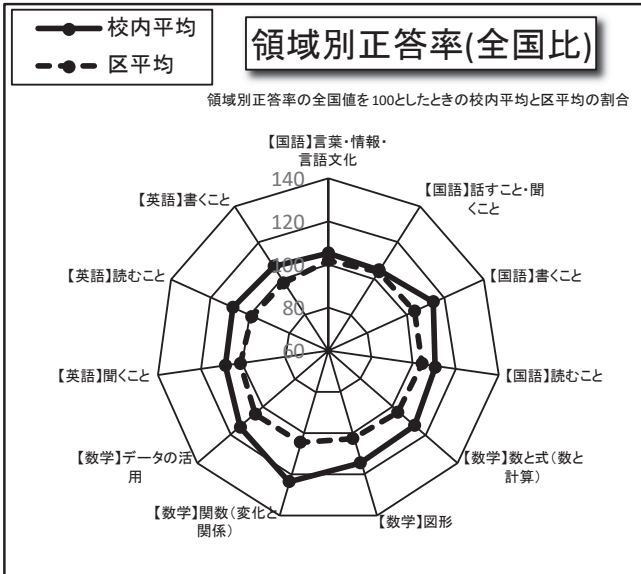 校内平均
区平均
領域別正答率(全国比)
領域別正答率の全国値を100としたときの校内平均と区平均の割合
【国語】言葉・情報・
言語文化
【国語】話すこと・聞
くこと
【国語】書くこと
【国語】読むこと
【数学】数と式(数と
計算)
【数学】図形
【数学】関数(変化と
関係)
【数学】データの活
用
【英語】聞くこと
【英語】読むこと
【英語】書くこと
140
120
100
80
60